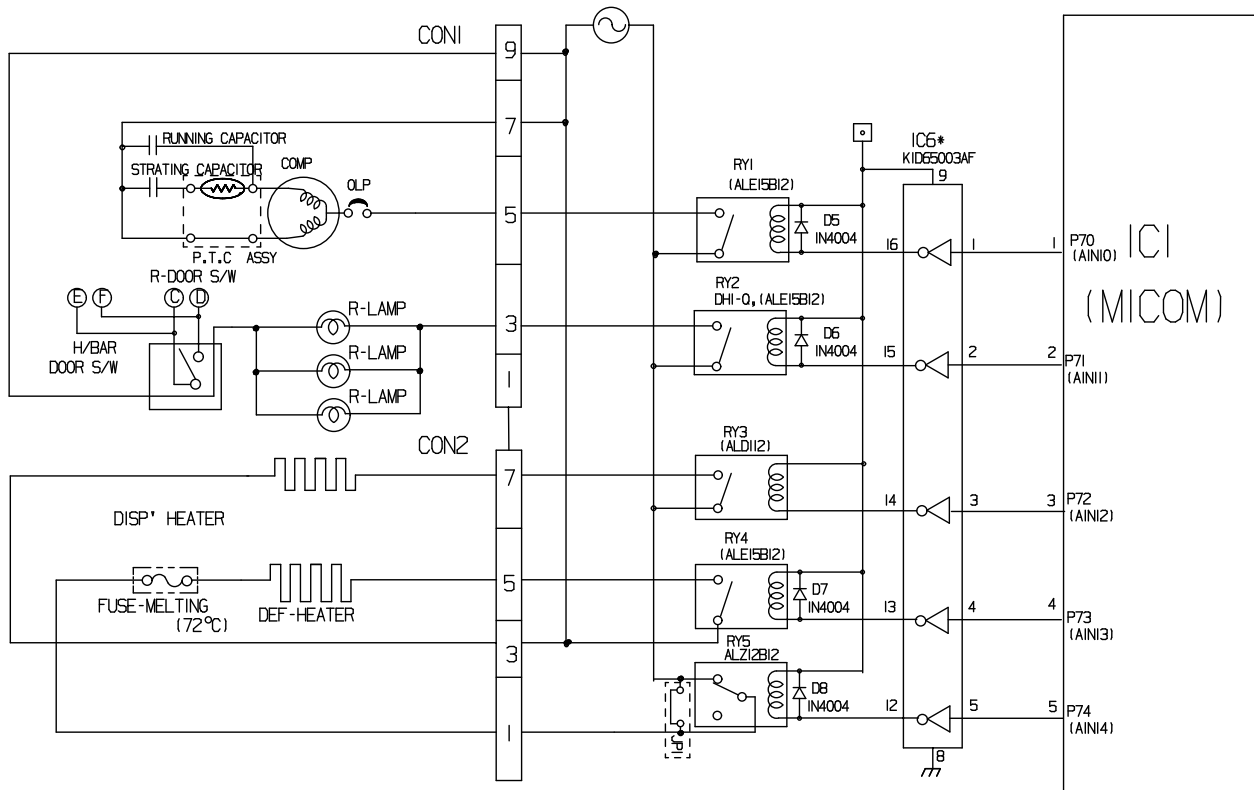 CON1
9
7
RUNNING CAPACITOR
STRATING CAPACITOR
COMP
OLP
5
P.T.C ASSY
R-DOOR S/W
E F C D
H/BAR
DOOR S/W
R-LAMP
R-LAMP
R-LAMP
3
1
CON2
7
DISP' HEATER
5
FUSE-MELTING
(72°C)
DEF-HEATER
3
1
RY1
(ALE15B12)
D5
IN4004
RY2
DHI-Q,(ALE15B12)
D6
IN4004
RY3
(ALD112)
RY4
(ALE15B12)
D7
IN4004
RY5
ALZ12B12
D8
IN4004
JP1
IC6*
KID65003AF
9
16 1
15 2
14 3
13 4
12 5
8
1 P70
(AIN10)
2 P71
(AIN11)
3 P72
(AIN12)
4 P73
(AIN13)
5 P74
(AIN14)
IC1
(MICOM)